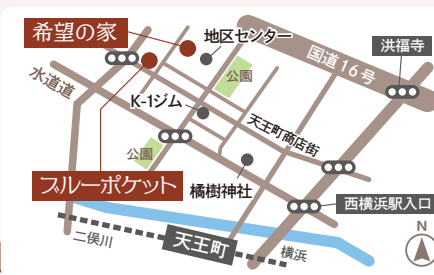 希望の家
地区センター
国道16号
洪福寺
水道道
公園
K-1ジム
天王町商店街
公園
ブルーポケット
橘樹神社
西横浜駅入口
二俣川
天王町
横浜
N